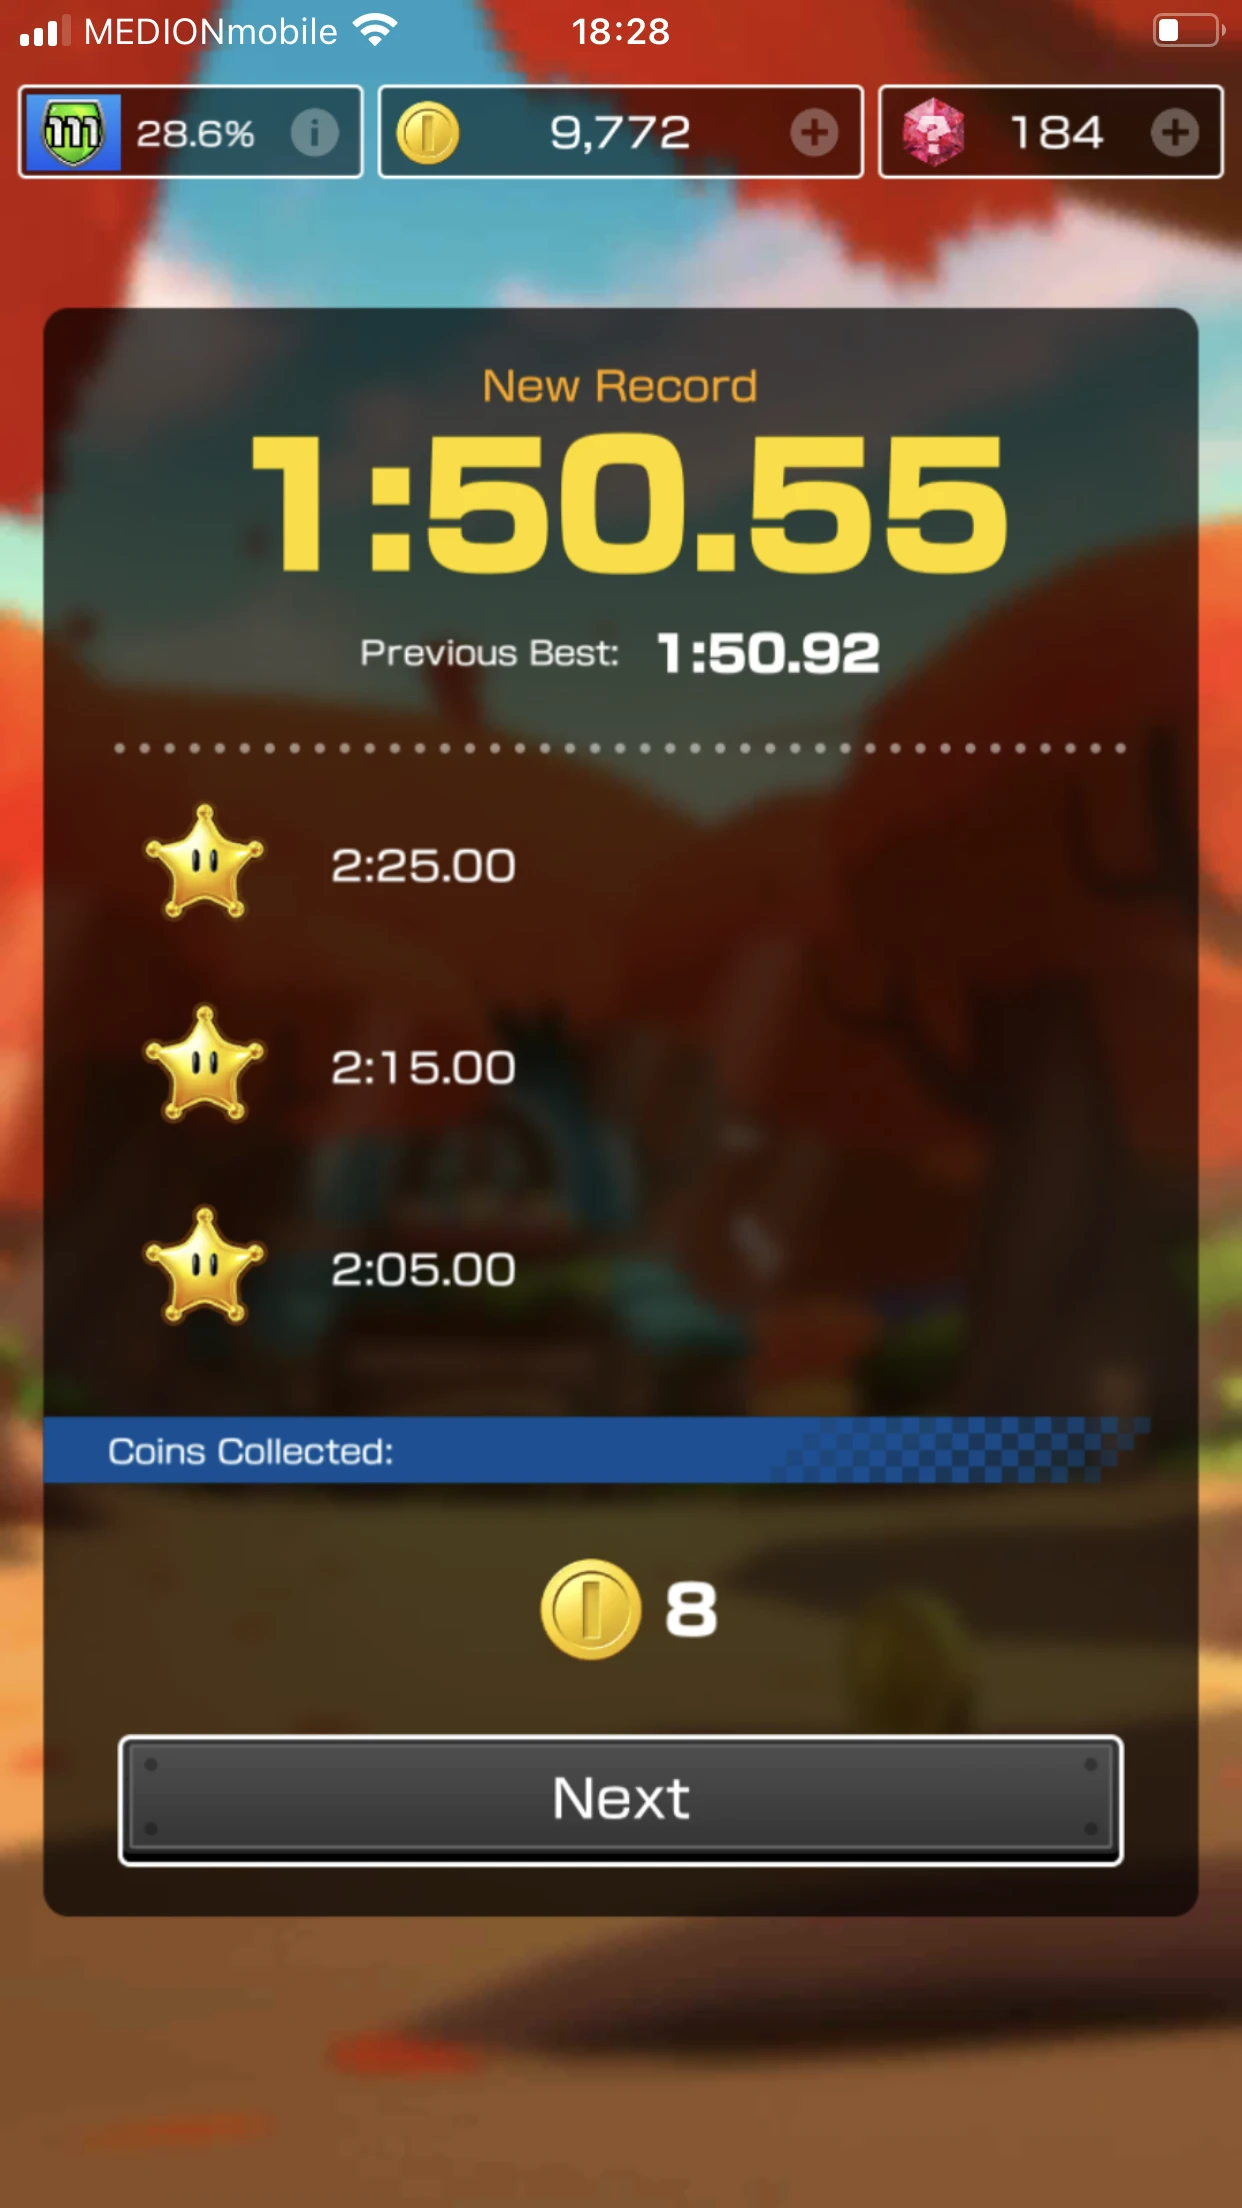 MEDIONmobile 18:28
111 28.6% i 9,772 + ? 184 +
New Record
1:50.55
Previous Best: 1:50.92
2:25.00
2:15.00
2:05.00
Coins Collected:
8
Next